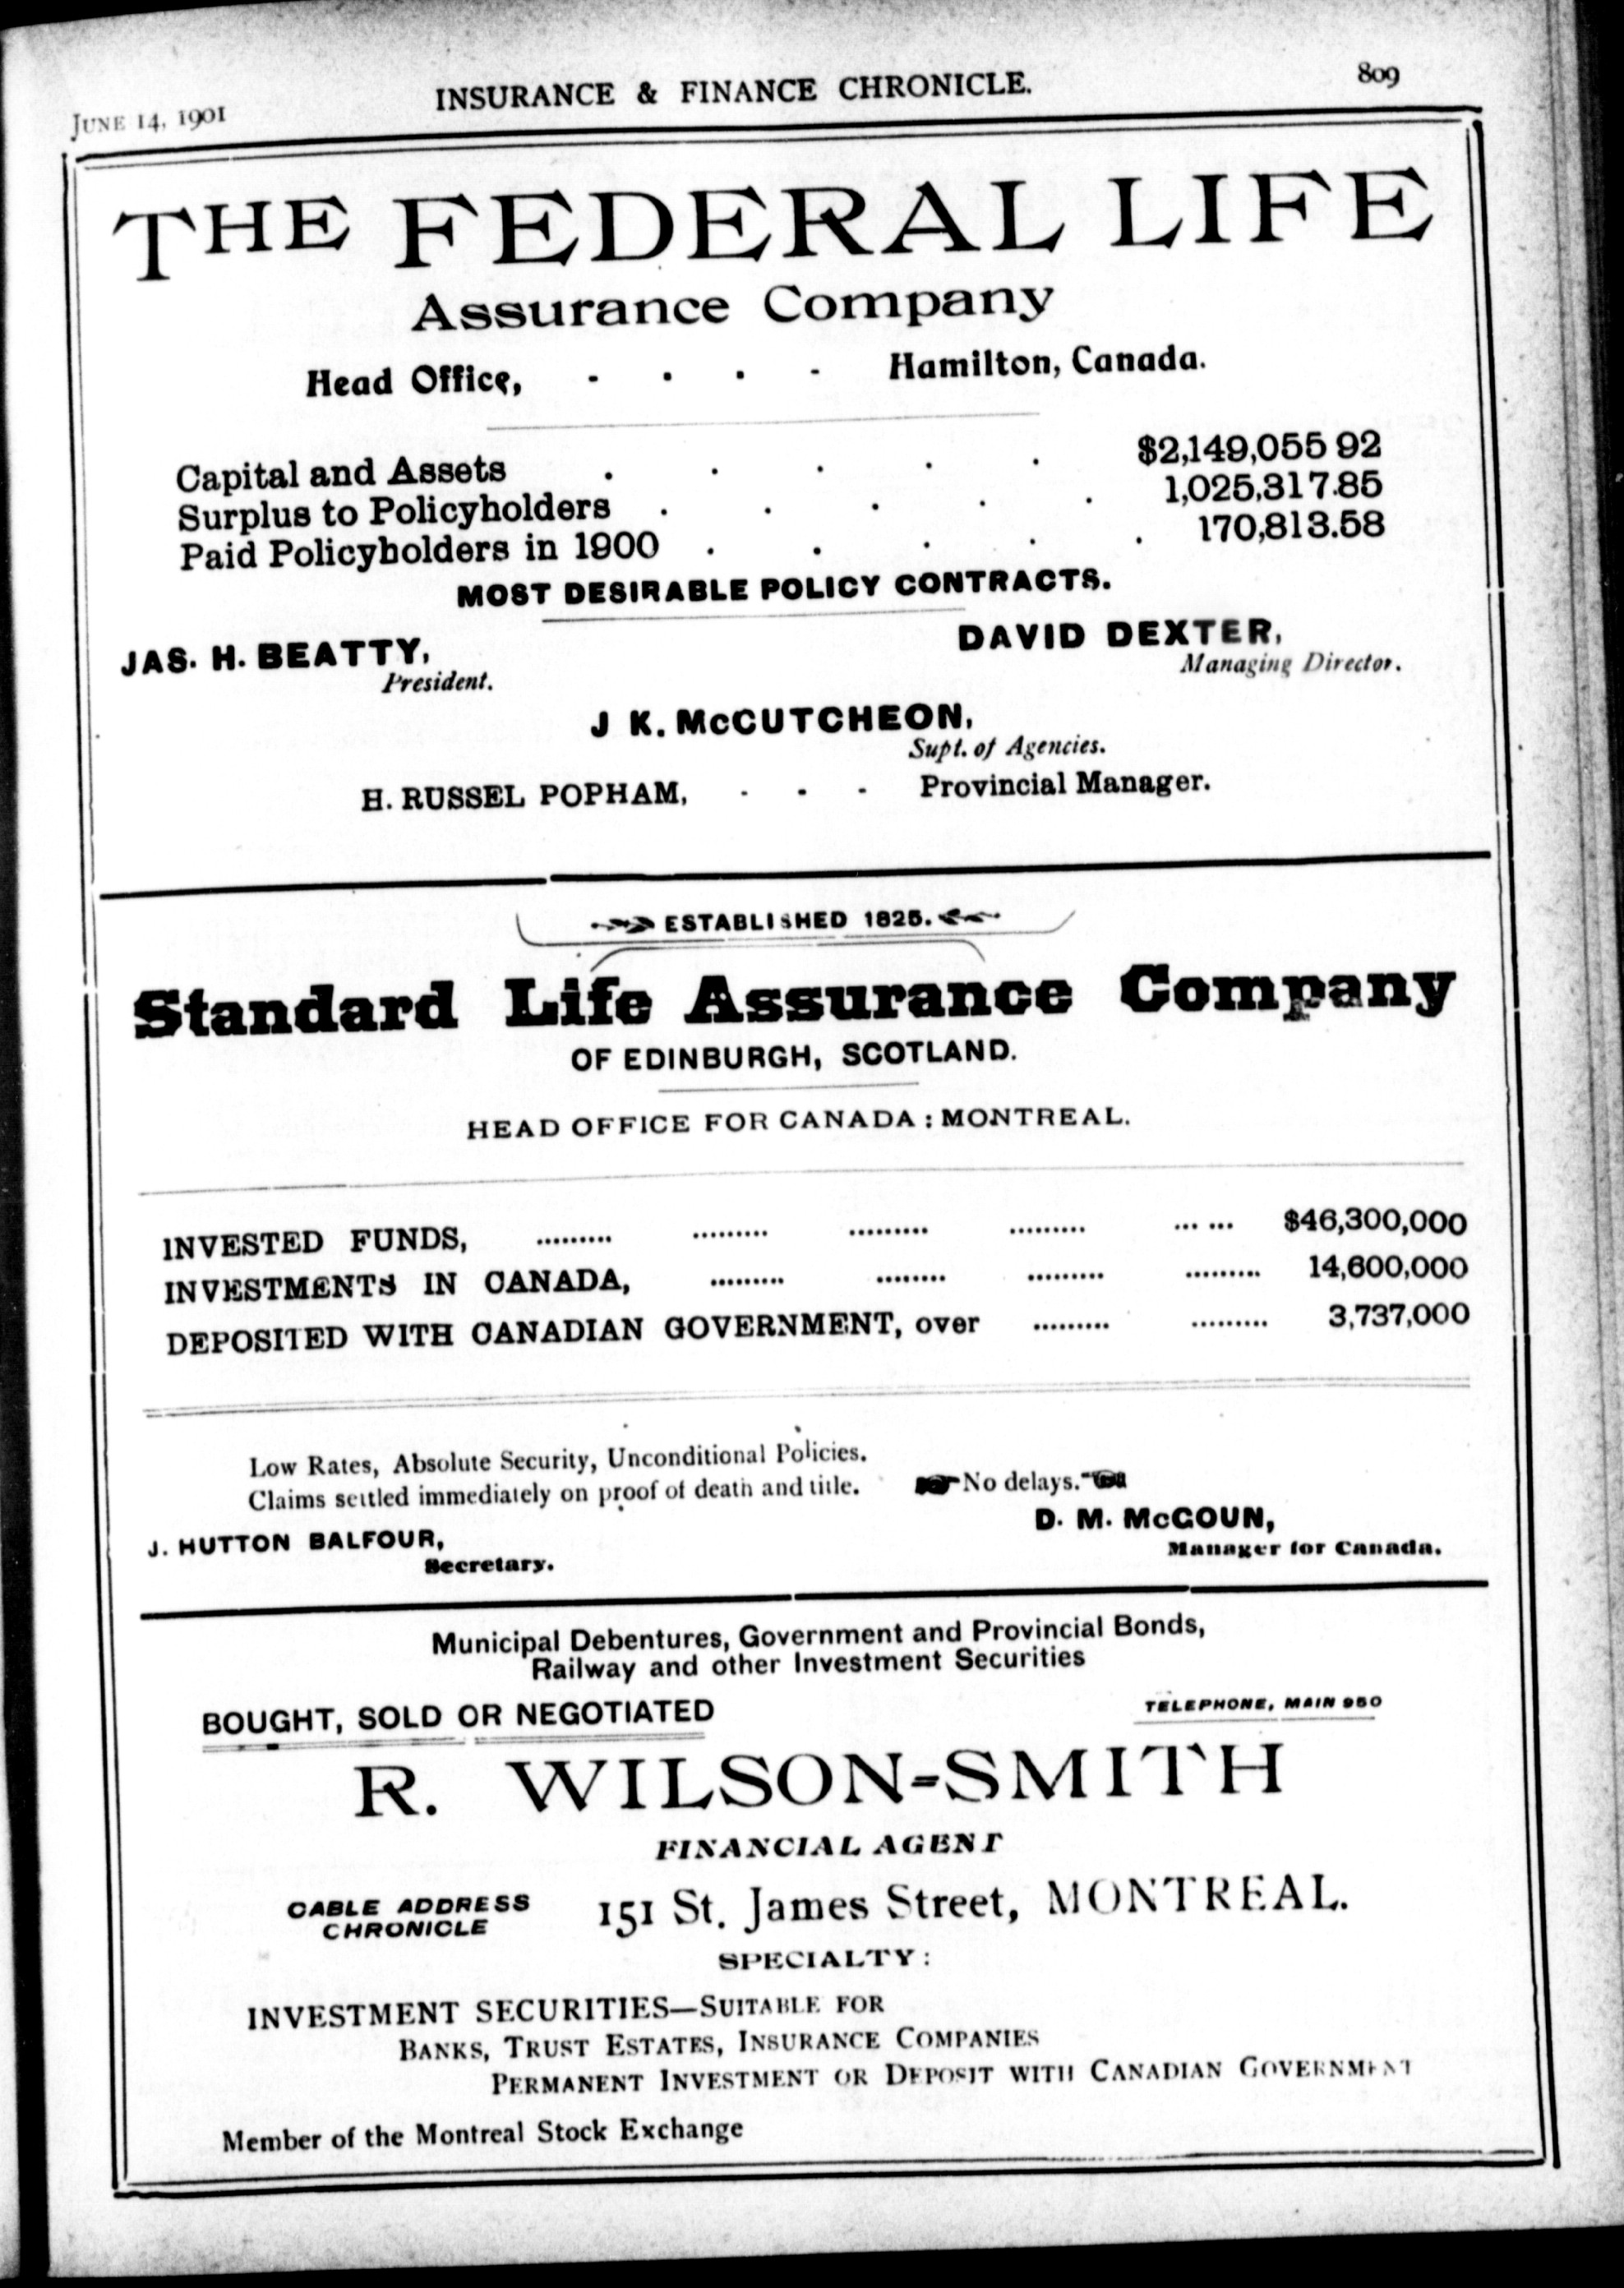 JUNE 14, 1901 INSURANCE & FINANCE CHRONICLE. 809
THE FEDERAL LIFE
Assurance Company
Head Office, - . . - Hamilton, Canada.
Capital and Assets . . . . . $2,149,055 92
Surplus to Policyholders . . . . . 1,025,317.85
Paid Policyholders in 1900 . . . . . 170,813.58
MOST DESIRABLE POLICY CONTRACTS.
JAS. H. BEATTY, DAVID DEXTER,
President. Managing Director.
J K. McCUTCHEON,
Supt. of Agencies.
H. RUSSEL POPHAM, - - - Provincial Manager.
ESTABLISHED 1825.
Standard Life Assurance Company
OF EDINBURGH, SCOTLAND.
HEAD OFFICE FOR CANADA : MONTREAL.
INVESTED FUNDS, ......... ......... ......... ......... ... ... $46,300,000
INVESTMENTS IN CANADA, ......... ........ ......... ......... 14,600,000
DEPOSITED WITH CANADIAN GOVERNMENT, over ......... ......... 3,737,000
Low Rates, Absolute Security, Unconditional Policies.
Claims settled immediately on proof of death and title. ☛No delays.☚
J. HUTTON BALFOUR, D. M. McGOUN,
Secretary. Manager for Canada.
Municipal Debentures, Government and Provincial Bonds,
Railway and other Investment Securities
BOUGHT, SOLD OR NEGOTIATED TELEPHONE, MAIN 950
R. WILSON-SMITH
FINANCIAL AGENT
CABLE ADDRESS
CHRONICLE
151 St. James Street, MONTREAL.
SPECIALTY :
INVESTMENT SECURITIES—SUITABLE FOR
BANKS, TRUST ESTATES, INSURANCE COMPANIES
PERMANENT INVESTMENT OR DEPOSIT WITH CANADIAN GOVERNMENT
Member of the Montreal Stock Exchange